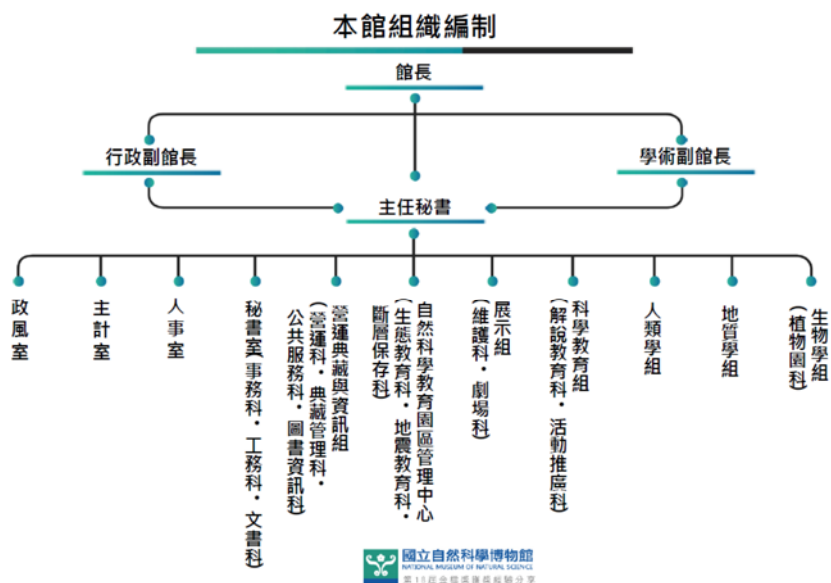 本館組織編制
館長
行政副館長
學術副館長
主任秘書
政風室
主計室
人事室
秘書室(事務科・工務科・文書科)
營運典藏與資訊組
(營運科・典藏管理科・
公共服務科・圖書資訊科)
自然科學教育園區管理中心
(生態教育科・地震教育科・
斷層保存科)
展示組
(維護科・劇場科)
科學教育組
(解說教育科・活動推廣科)
人類學組
地質學組
生物學組
(植物園科)
國立自然科學博物館
NATIONAL MUSEUM OF NATURAL SCIENCE